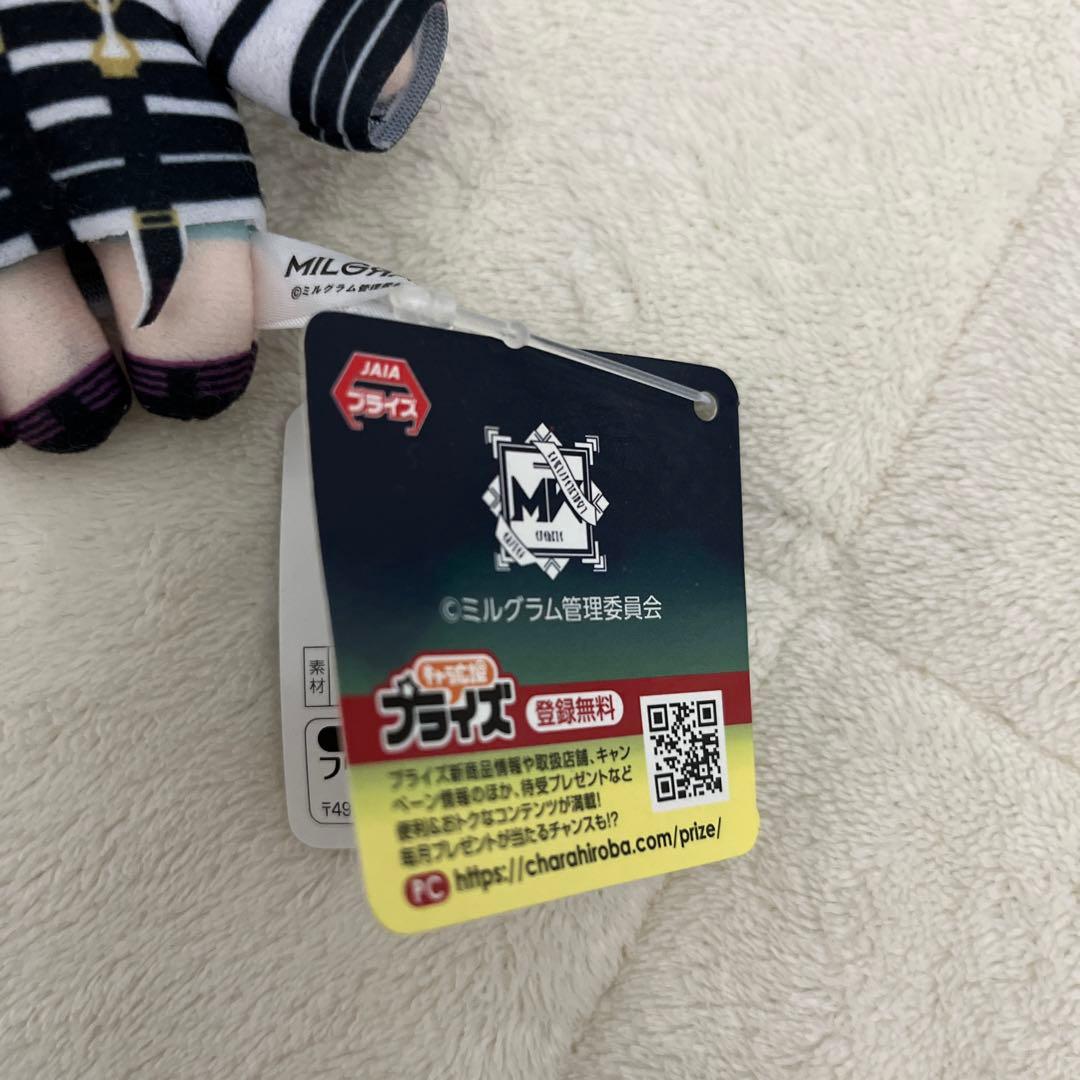 MILGRA
©ミルグラム管理委員
JAIA
プライズ
MX
©ミルグラム管理委員会
素材
キャラ広場
プライズ
登録無料
プライズ新商品情報や取扱店舗、キャン
ペーン情報のほか、待受プレゼントなど
便利&おトクなコンテンツが満載!
毎月プレゼントが当たるチャンスも!?
PC https://charahiroba.com/prize/
フ
〒49